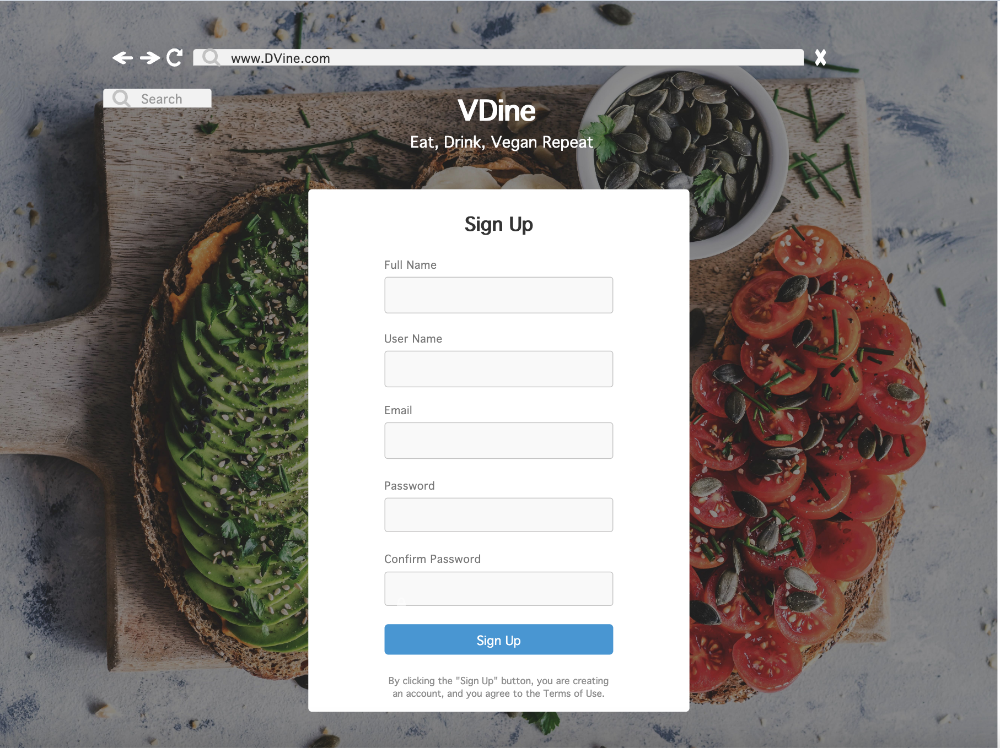 www.DVine.com
Search
VDine
Eat, Drink, Vegan Repeat
Sign Up
Full Name
User Name
Email
Password
Confirm Password
Sign Up
By clicking the "Sign Up" button, you are creating
an account, and you agree to the Terms of Use.